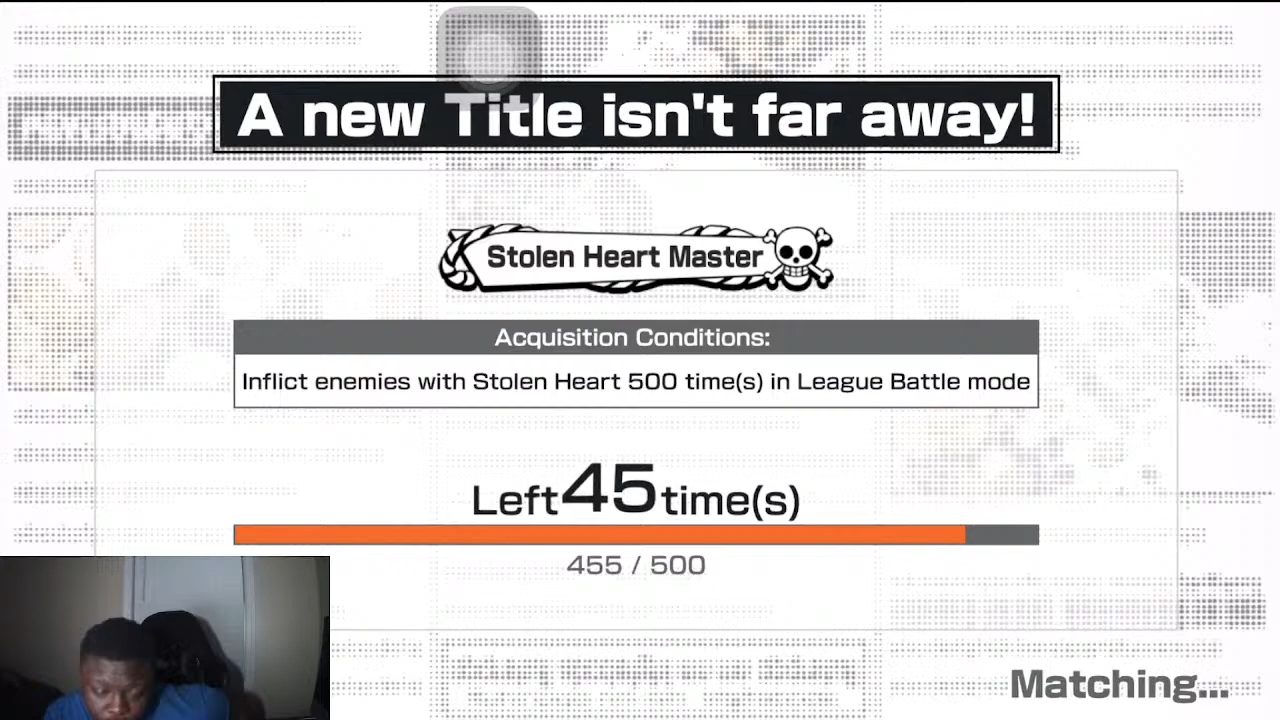 A new Title isn't far away!
Stolen Heart Master
Acquisition Conditions:
Inflict enemies with Stolen Heart 500 time(s) in League Battle mode
Left 45 time(s)
455 / 500
Matching...